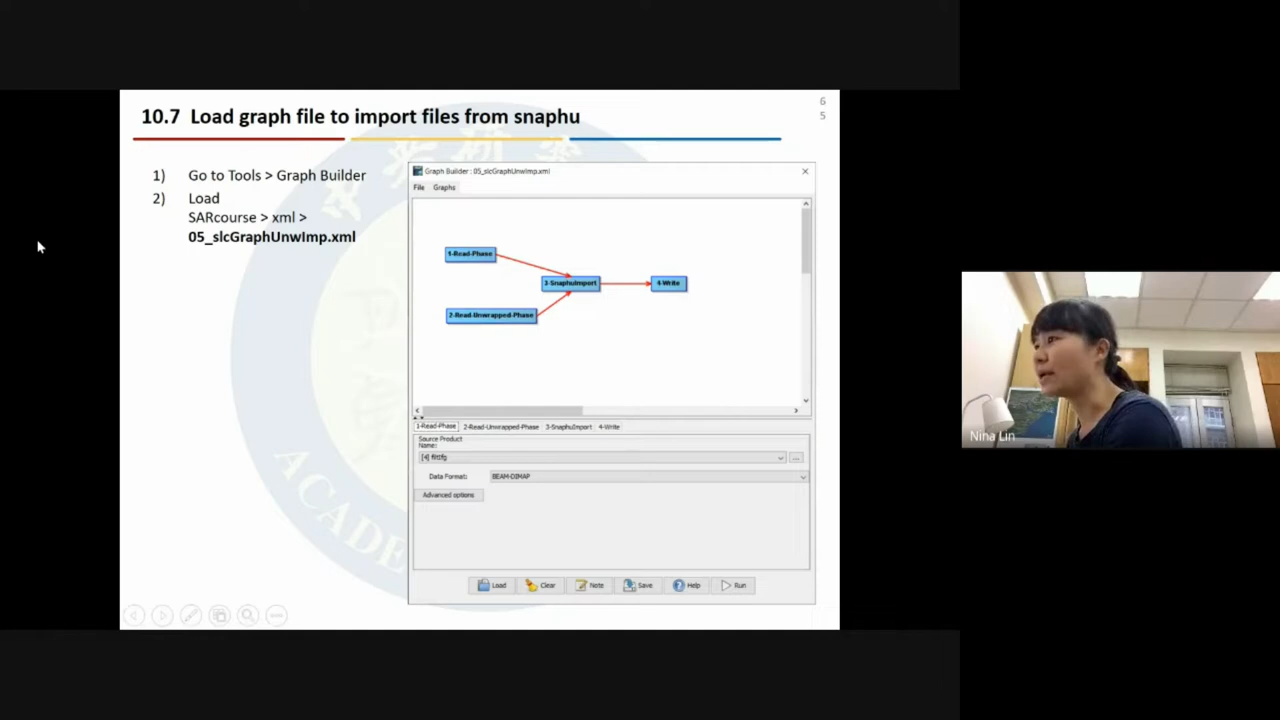 10.7 Load graph file to import files from snaphu
6
5
1) Go to Tools > Graph Builder
2) Load
SARcourse > xml >
05_slcGraphUnwImp.xml
Graph Builder : 05_slcGraphUnwImp.xml
File Graphs
1-Read-Phase
3-SnaphuImport
4-Write
2-Read-Unwrapped-Phase
1-Read-Phase 2-Read-Unwrapped-Phase 3-SnaphuImport 4-Write
Source Product
Name:
Data Format: BEAM-DIMAP
Advanced options
Load Clear Note Save Help Run
ACADE
Nina Lin